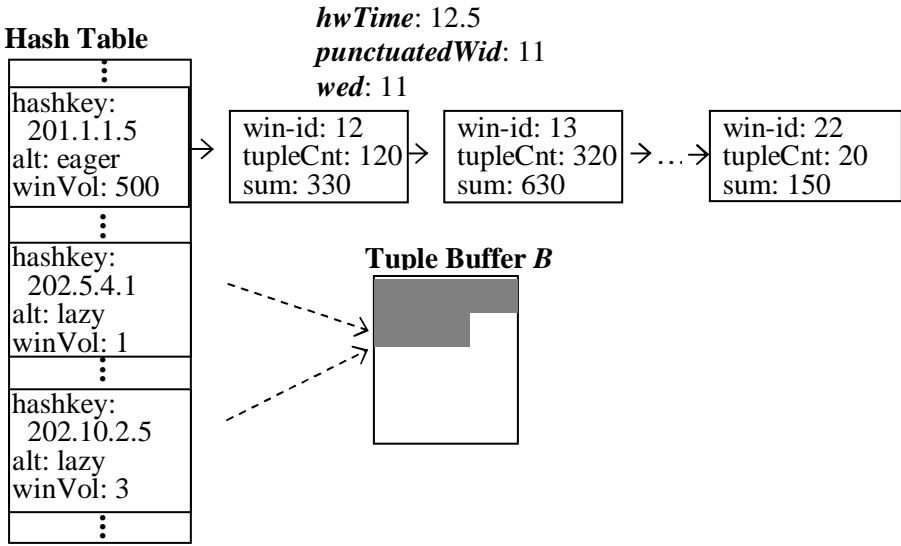 hwTime: 12.5
punctuatedWid: 11
wed: 11
Hash Table
hashkey:
201.1.1.5
alt: eager
winVol: 500
win-id: 12
tupleCnt: 120
sum: 330
win-id: 13
tupleCnt: 320
sum: 630
...
win-id: 22
tupleCnt: 20
sum: 150
hashkey:
202.5.4.1
alt: lazy
winVol: 1
Tuple Buffer B
hashkey:
202.10.2.5
alt: lazy
winVol: 3